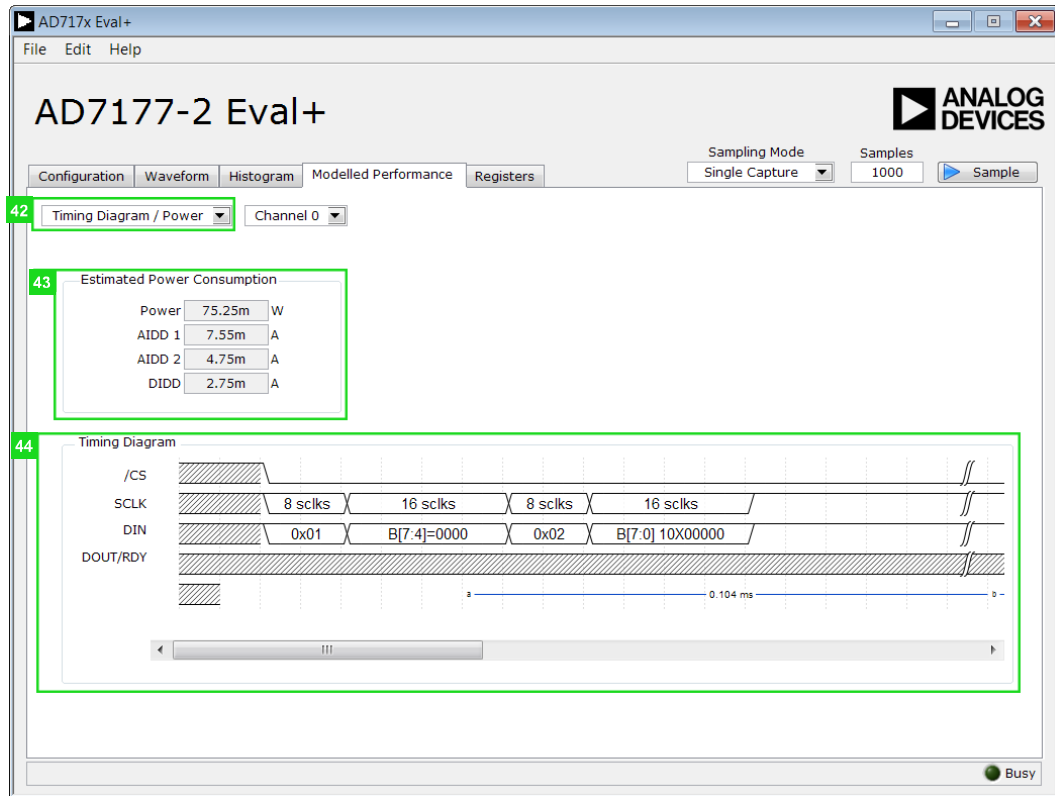 AD717x Eval+
File Edit Help
AD7177-2 Eval+
ANALOG
DEVICES
Sampling Mode Samples
Configuration Waveform Histogram Modelled Performance Registers Single Capture 1000 Sample
42 Timing Diagram / Power Channel 0
43 Estimated Power Consumption
Power 75.25m W
AIDD 1 7.55m A
AIDD 2 4.75m A
DIDD 2.75m A
44 Timing Diagram
/CS
SCLK 8 sclks 16 sclks 8 sclks 16 sclks
DIN 0x01 B[7:4]=0000 0x02 B[7:0] 10X00000
DOUT/RDY
a 0.104 ms b
Busy